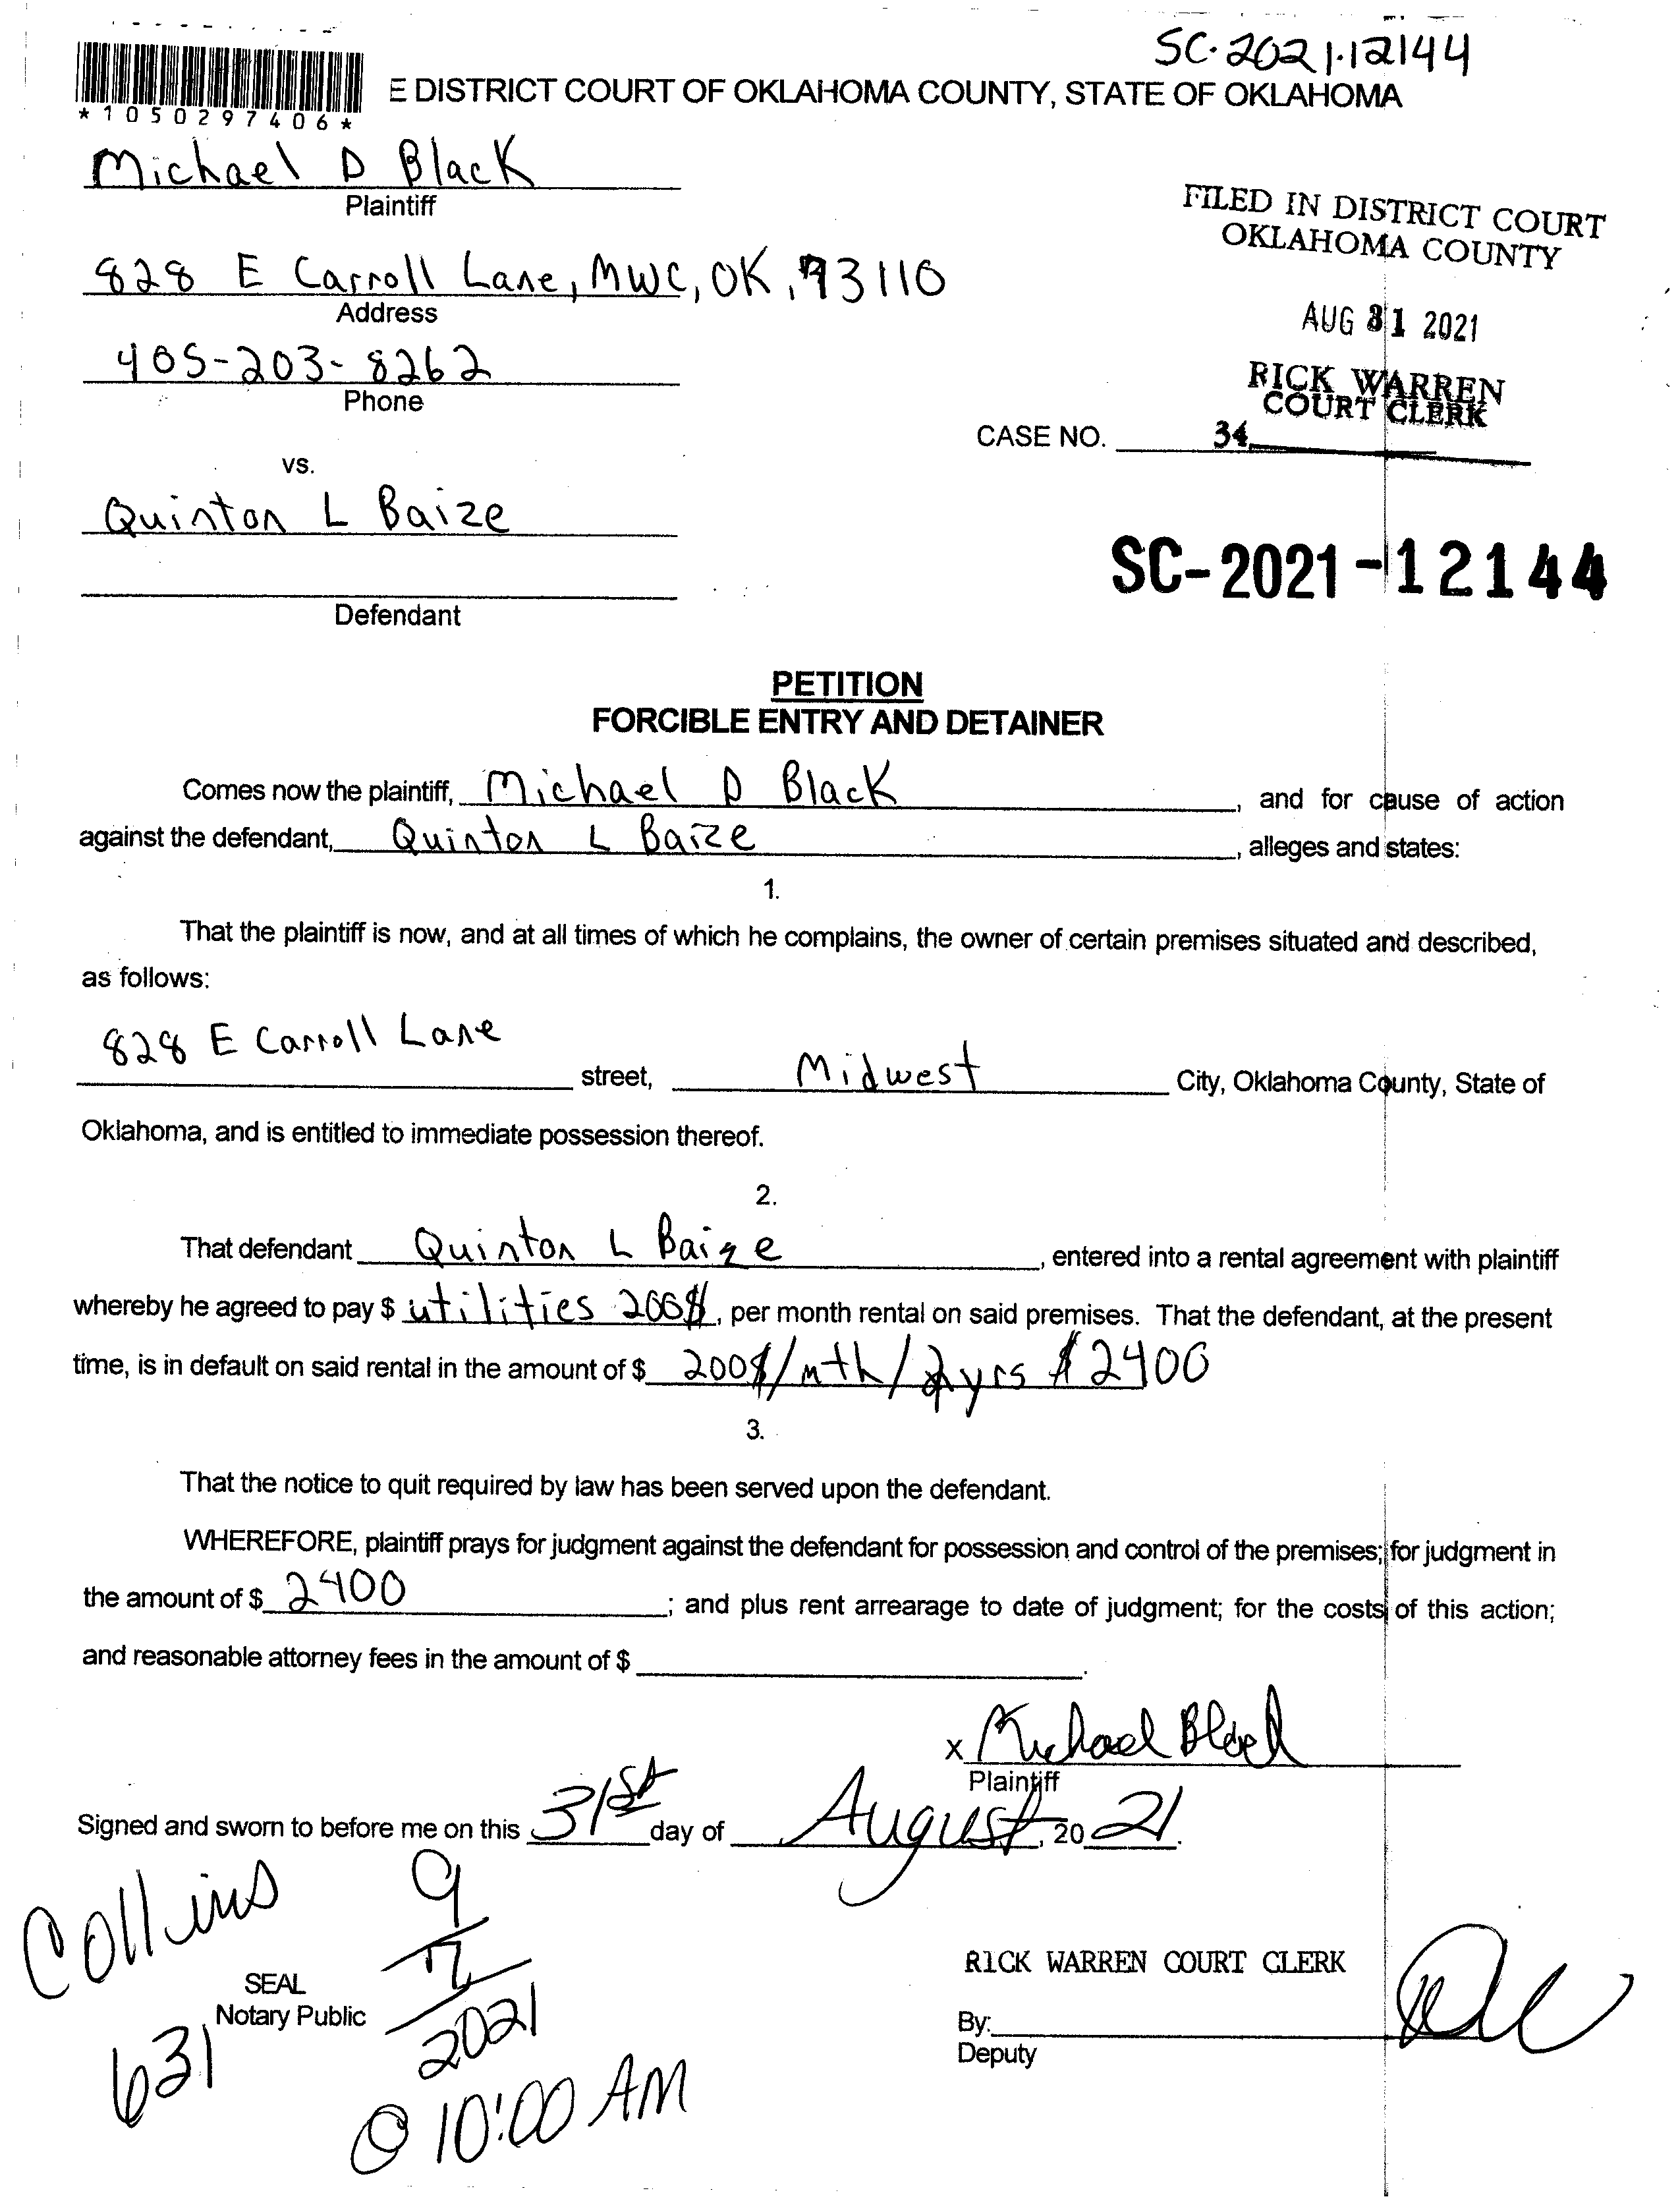 SC-2021-12144
*1050297406*
E DISTRICT COURT OF OKLAHOMA COUNTY, STATE OF OKLAHOMA
Michael D Black
Plaintiff
FILED IN DISTRICT COURT
OKLAHOMA COUNTY
828 E Carroll Lane, MWC, OK, 73110
Address
AUG 31 2021
405-203-8262
Phone
RICK WARREN
COURT CLERK
CASE NO. 34
vs.
Quinton L Baize
SC-2021-12144
Defendant
PETITION
FORCIBLE ENTRY AND DETAINER
Comes now the plaintiff, Michael D Black, and for cause of action
against the defendant, Quinton L Baize, alleges and states:
1.
That the plaintiff is now, and at all times of which he complains, the owner of certain premises situated and described,
as follows:
828 E Carroll Lane street, Midwest City, Oklahoma County, State of
Oklahoma, and is entitled to immediate possession thereof.
2.
That defendant Quinton L Baize, entered into a rental agreement with plaintiff
whereby he agreed to pay $ utilities 200$, per month rental on said premises. That the defendant, at the present
time, is in default on said rental in the amount of $ 200$/mth/2yrs $2400
3.
That the notice to quit required by law has been served upon the defendant.
WHEREFORE, plaintiff prays for judgment against the defendant for possession and control of the premises; for judgment in
the amount of $ 2400; and plus rent arrearage to date of judgment; for the costs of this action;
and reasonable attorney fees in the amount of $
x Michael Black
Plaintiff
Signed and sworn to before me on this 31st day of August, 2021.
Collins
9/17/2021
@ 10:00 AM
SEAL
Notary Public
631
RICK WARREN COURT CLERK
By:
Deputy